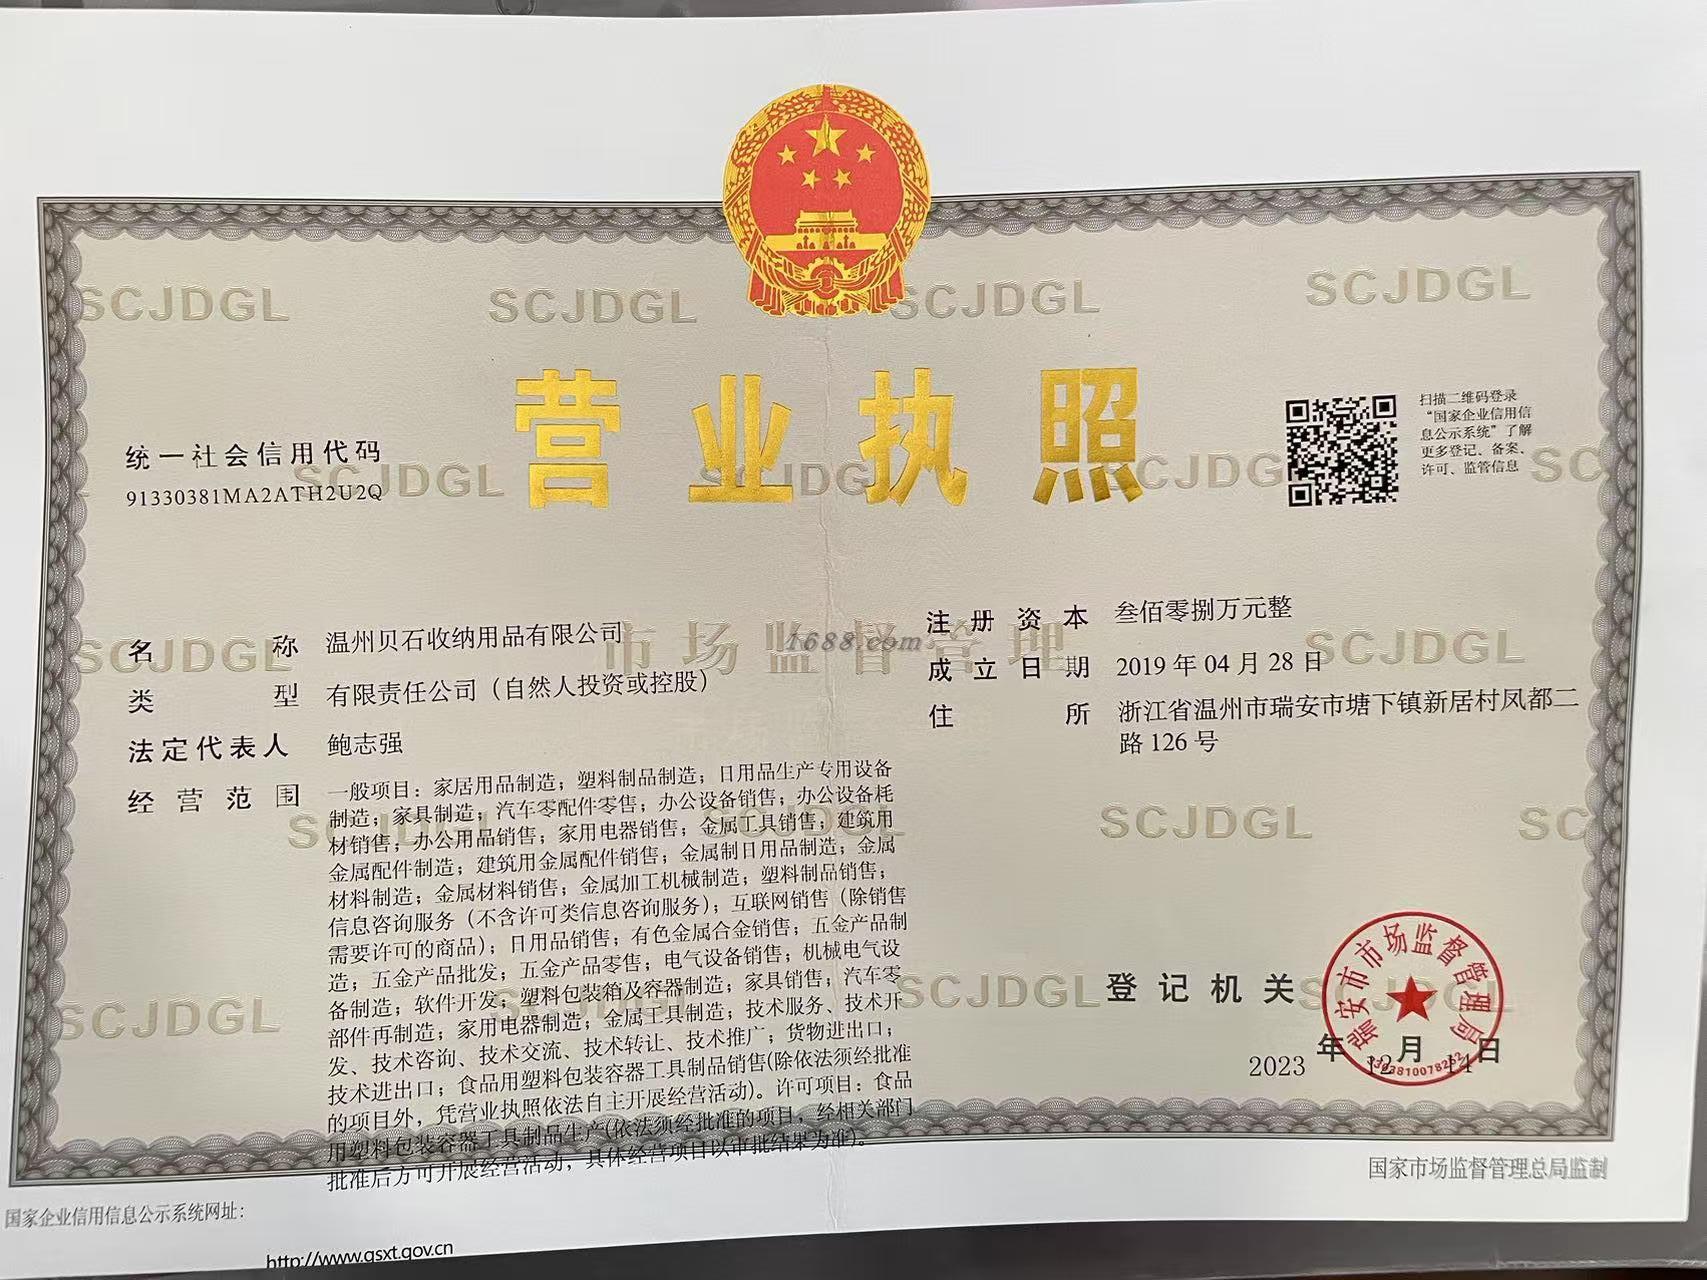 营业执照
统一社会信用代码
91330381MA2ATH2U2Q
扫描二维码登录
“国家企业信用信
息公示系统”了解
更多登记、备案、
许可、监管信息
名称 温州贝石收纳用品有限公司
类型 有限责任公司（自然人投资或控股）
法定代表人 鲍志强
经营范围 一般项目：家居用品制造；塑料制品制造；日用品生产专用设备
制造；家具制造；汽车零配件零售；办公设备销售；办公设备耗
材销售；办公用品销售；家用电器销售；金属工具销售；建筑用
金属配件制造；建筑用金属配件销售；金属制日用品制造；金属
材料制造；金属材料销售；金属加工机械制造；塑料制品销售；
信息咨询服务（不含许可类信息咨询服务）；互联网销售（除销售
需要许可的商品）；日用品销售；有色金属合金销售；五金产品制
造；五金产品批发；五金产品零售；电气设备销售；机械电气设
备制造；软件开发；塑料包装箱及容器制造；家具销售；汽车零
部件再制造；家用电器制造；金属工具制造；技术服务、技术开
发、技术咨询、技术交流、技术转让、技术推广；货物进出口；
技术进出口；食品用塑料包装容器工具制品销售(除依法须经批准
的项目外，凭营业执照依法自主开展经营活动)。许可项目：食品
用塑料包装容器工具制品生产(依法须经批准的项目，经相关部门
批准后方可开展经营活动，具体经营项目以审批结果为准)。
注册资本 叁佰零捌万元整
成立日期 2019年04月28日
住所 浙江省温州市瑞安市塘下镇新居村凤都二
路126号
1688.com
市场监督管理
SCJDGL
登记机关
瑞安市市场监督管理局
2023年12月14日
国家企业信用信息公示系统网址：
http://www.gsxt.gov.cn
国家市场监督管理总局监制